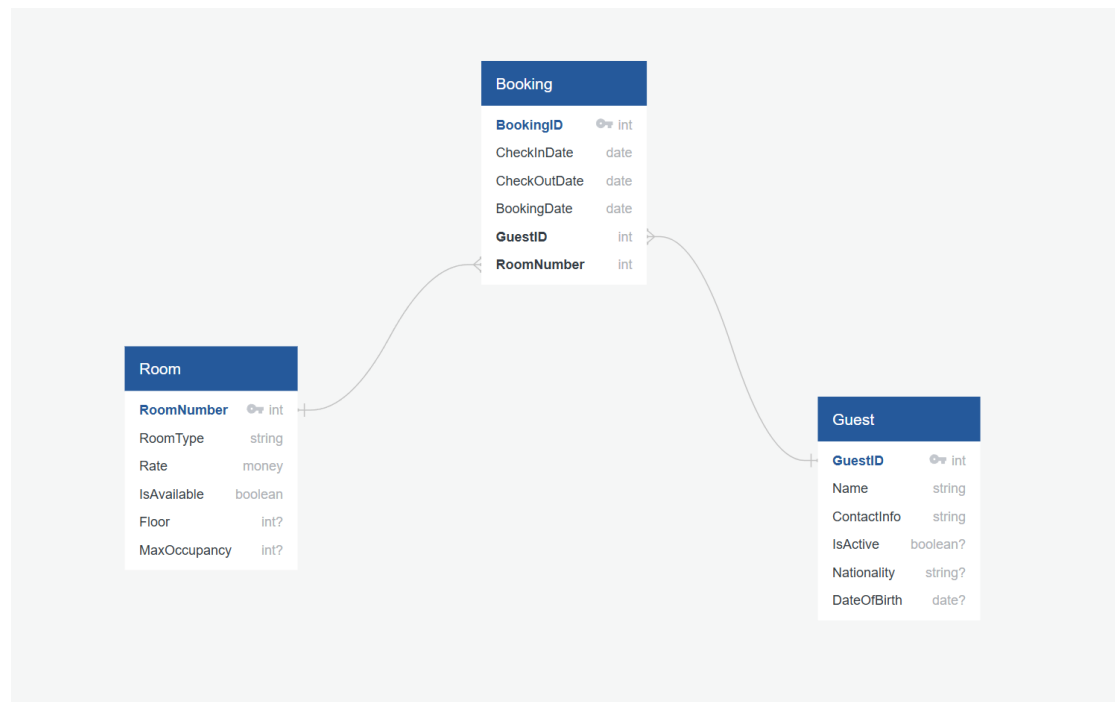 Booking
BookingID int
CheckInDate date
CheckOutDate date
BookingDate date
GuestID int
RoomNumber int
Room
RoomNumber int
RoomType string
Rate money
IsAvailable boolean
Floor int?
MaxOccupancy int?
Guest
GuestID int
Name string
ContactInfo string
IsActive boolean?
Nationality string?
DateOfBirth date?